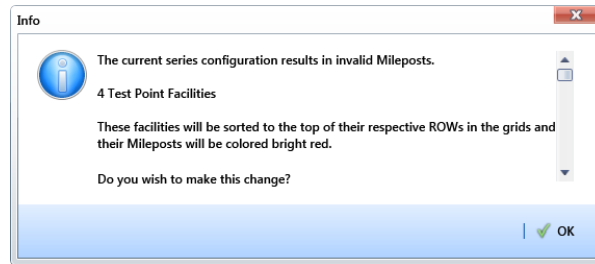 Info
The current series configuration results in invalid Mileposts.
4 Test Point Facilities
These facilities will be sorted to the top of their respective ROWs in the grids and
their Mileposts will be colored bright red.
Do you wish to make this change?
OK